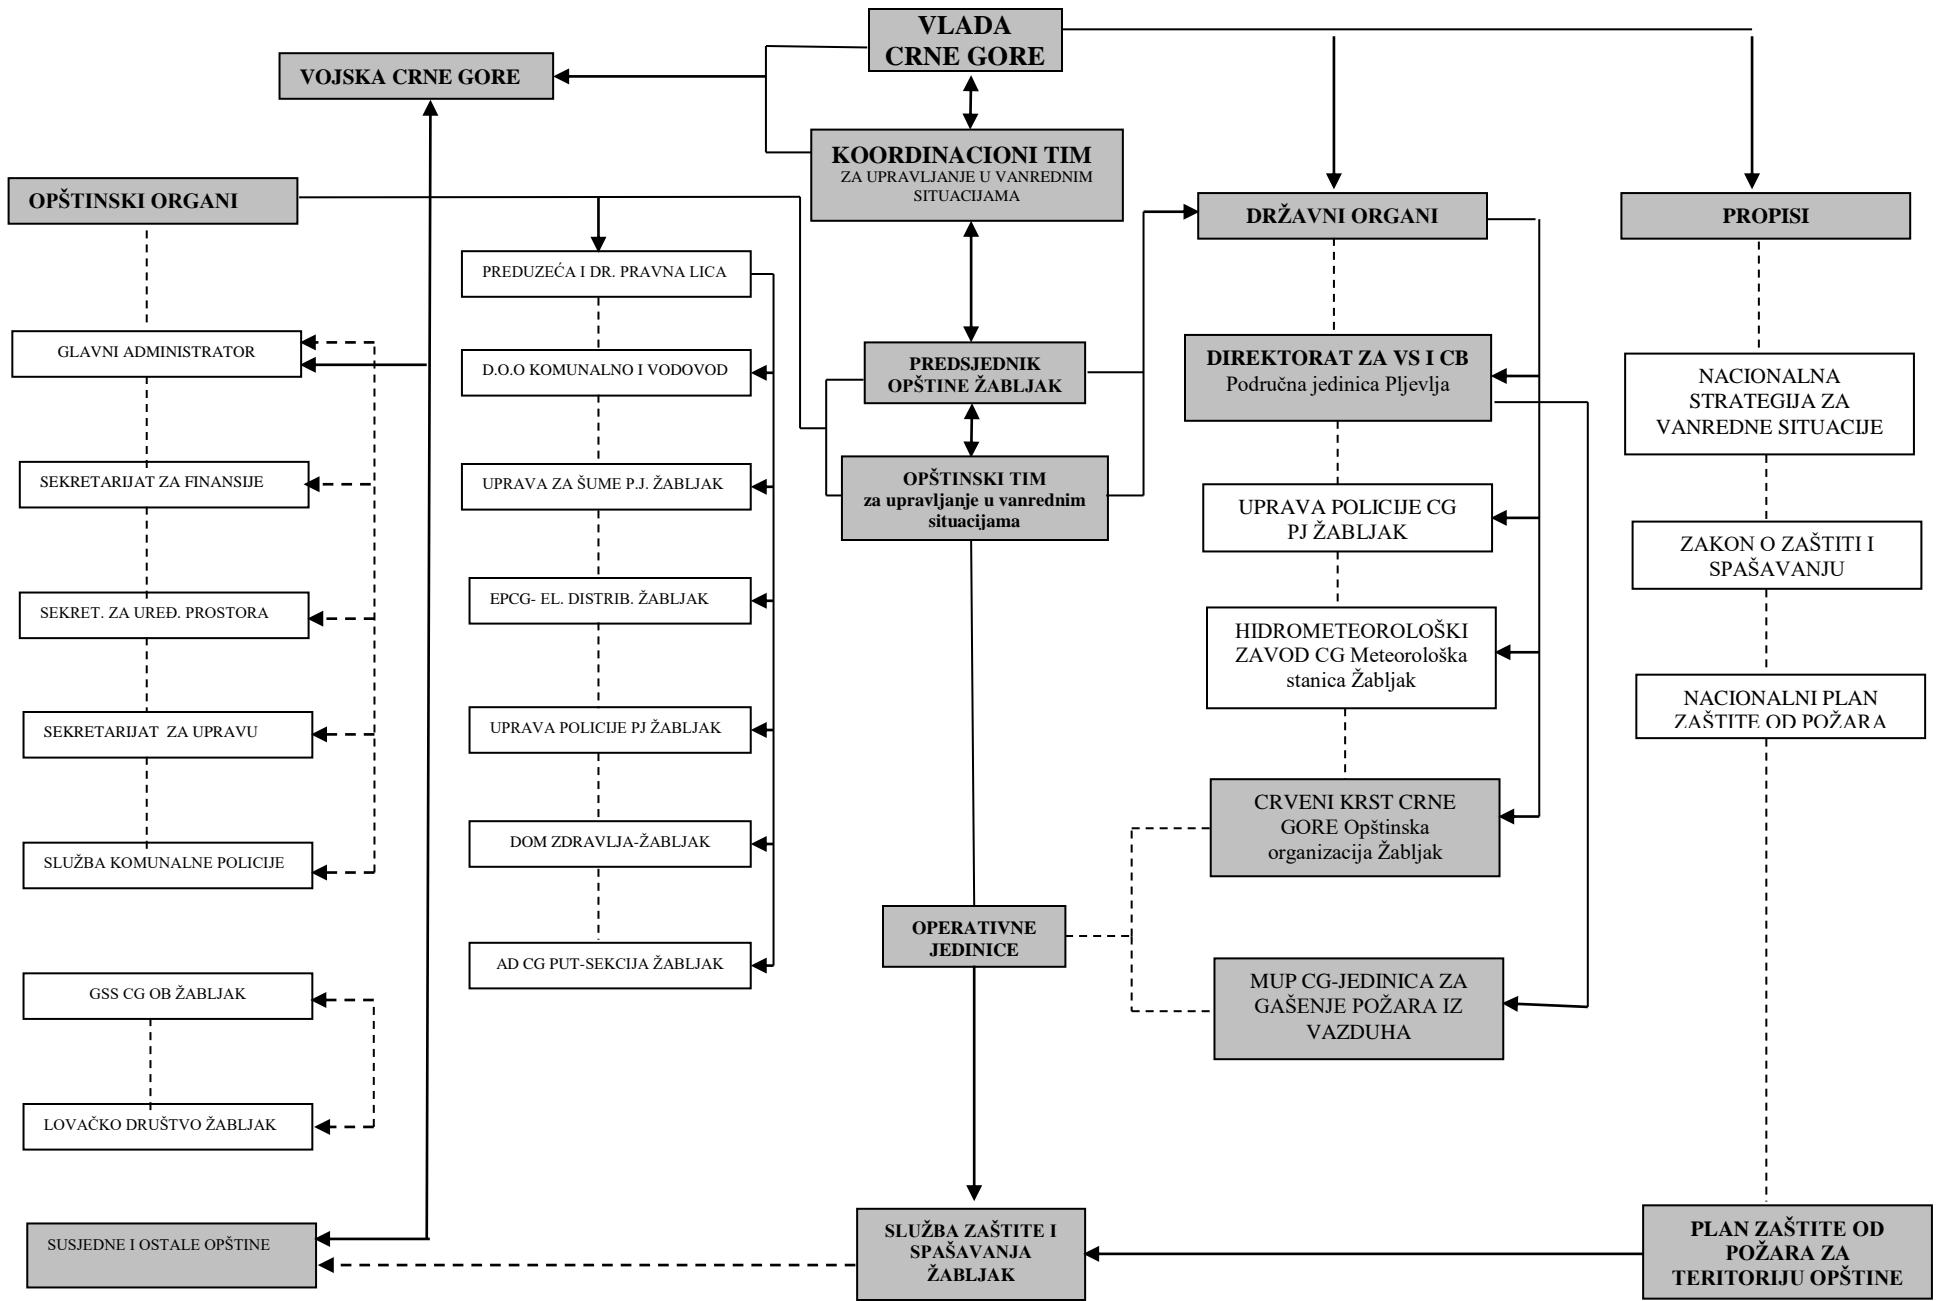 VLADA
CRNE GORE
VOJSKA CRNE GORE
KOORDINACIONI TIM
ZA UPRAVLJANJE U VANREDNIM
SITUACIJAMA
OPŠTINSKI ORGANI
DRŽAVNI ORGANI
PROPISI
PREDUZEĆA I DR. PRAVNA LICA
GLAVNI ADMINISTRATOR
D.O.O KOMUNALNO I VODOVOD
PREDSJEDNIK
OPŠTINE ŽABLJAK
DIREKTORAT ZA VS I CB
Područna jedinica Pljevlja
NACIONALNA
STRATEGIJA ZA
VANREDNE SITUACIJE
SEKRETARIJAT ZA FINANSIJE
UPRAVA ZA ŠUME P.J. ŽABLJAK
OPŠTINSKI TIM
za upravljanje u vanrednim
situacijama
UPRAVA POLICIJE CG
PJ ŽABLJAK
ZAKON O ZAŠTITI I
SPAŠAVANJU
SEKRET. ZA UREĐ. PROSTORA
EPCG- EL. DISTRIB. ŽABLJAK
HIDROMETEOROLOŠKI
ZAVOD CG Meteorološka
stanica Žabljak
SEKRETARIJAT ZA UPRAVU
UPRAVA POLICIJE PJ ŽABLJAK
NACIONALNI PLAN
ZAŠTITE OD POŽARA
SLUŽBA KOMUNALNE POLICIJE
DOM ZDRAVLJA-ŽABLJAK
CRVENI KRST CRNE
GORE Opštinska
organizacija Žabljak
OPERATIVNE
JEDINICE
AD CG PUT-SEKCIJA ŽABLJAK
GSS CG OB ŽABLJAK
MUP CG-JEDINICA ZA
GAŠENJE POŽARA IZ
VAZDUHA
LOVAČKO DRUŠTVO ŽABLJAK
SUSJEDNE I OSTALE OPŠTINE
SLUŽBA ZAŠTITE I
SPAŠAVANJA
ŽABLJAK
PLAN ZAŠTITE OD
POŽARA ZA
TERITORIJU OPŠTINE